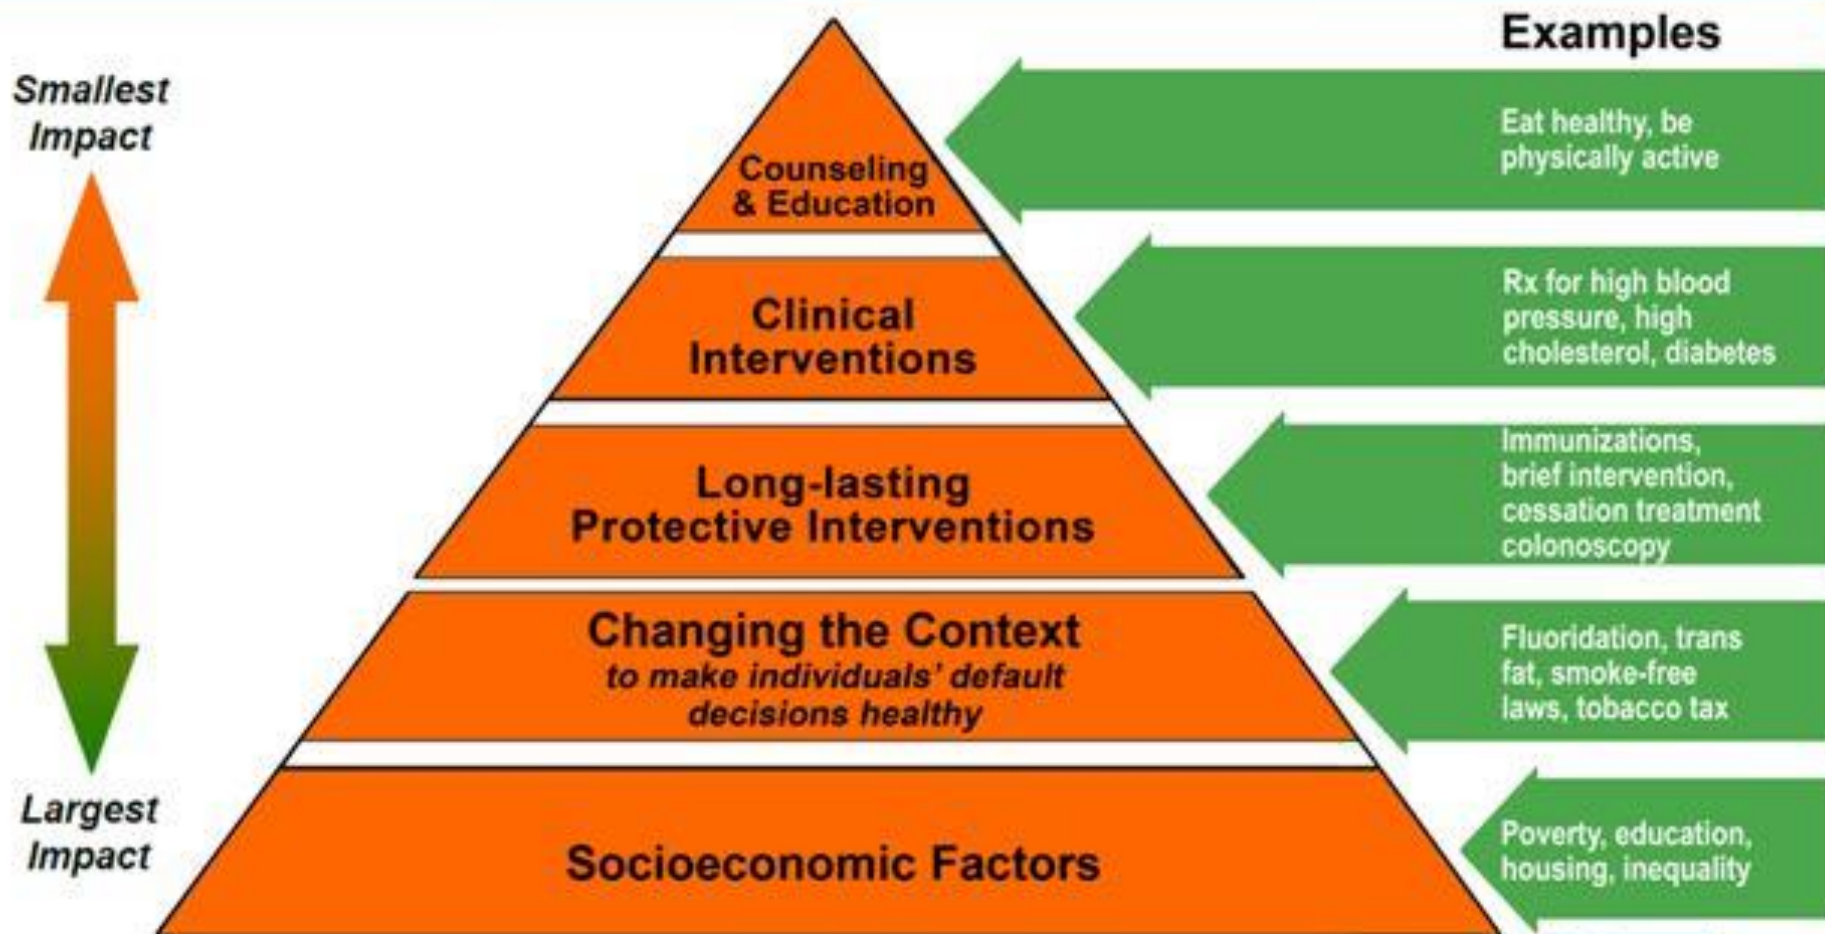 Examples
Smallest
Impact
Counseling
& Education
Eat healthy, be
physically active
Clinical
Interventions
Rx for high blood
pressure, high
cholesterol, diabetes
Long-lasting
Protective Interventions
Immunizations,
brief intervention,
cessation treatment
colonoscopy
Changing the Context
to make individuals' default
decisions healthy
Fluoridation, trans
fat, smoke-free
laws, tobacco tax
Largest
Impact
Socioeconomic Factors
Poverty, education,
housing, inequality